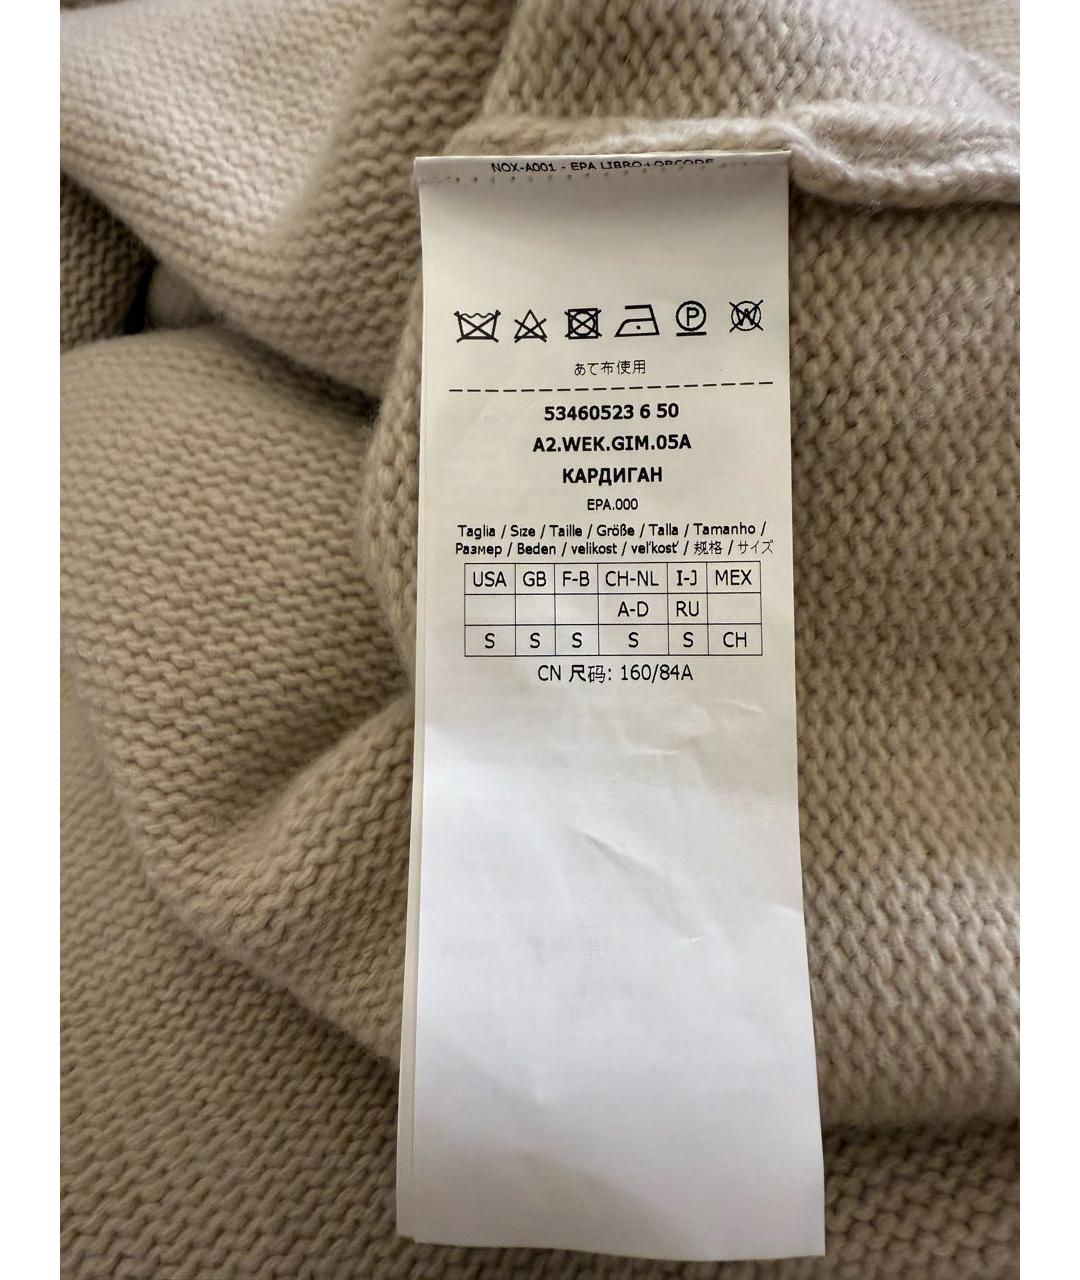 NOX-A001 - EPA LIBRO+QRCODE
P W
あて布使用
53460523 6 50
A2.WEK.GIM.05A
КАРДИГАН
EPA.000
Taglia / Size / Taille / Größe / Talla / Tamanho /
Размер / Beden / velikost / veľkosť / 规格 / サイズ
USA GB F-B CH-NL I-J MEX
A-D RU
S S S S S CH
CN 尺码: 160/84A